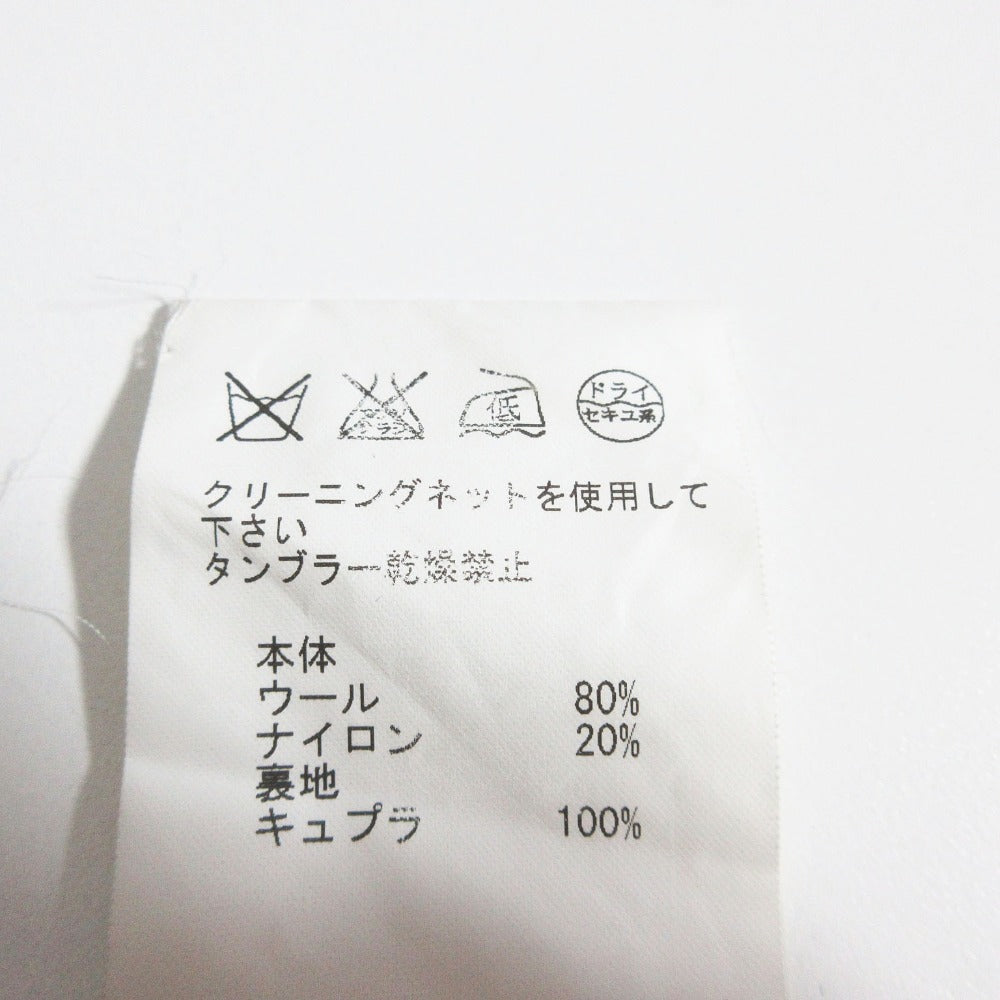 低
ドライ
セキユ系
クリーニングネットを使用して
下さい
タンブラー乾燥禁止
本体
ウール 80%
ナイロン 20%
裏地
キュプラ 100%